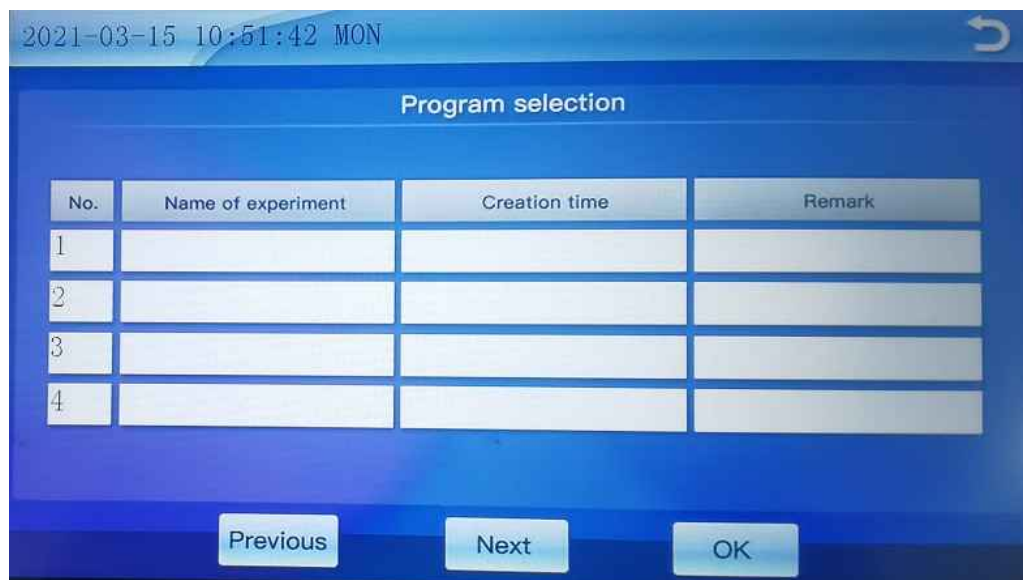 2021-03-15 10:51:42 MON
Program selection
No. Name of experiment Creation time Remark
1
2
3
4
Previous Next OK